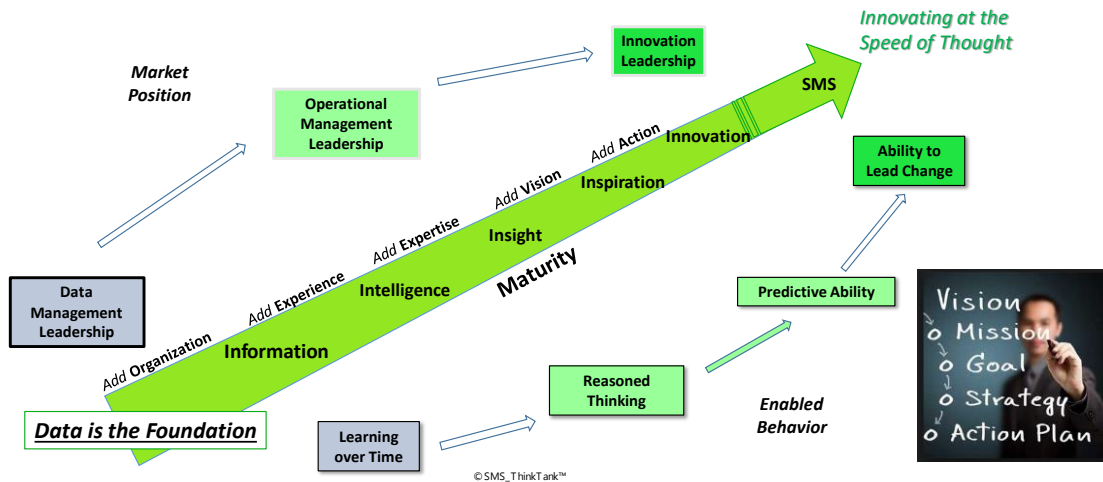 Innovating at the
Speed of Thought
Innovation
Leadership
Market
Position
SMS
Operational
Management
Leadership
Add Action
Innovation
Ability to
Lead Change
Add Vision
Inspiration
Add Expertise
Insight
Maturity
Data
Management
Leadership
Add Experience
Intelligence
Predictive Ability
Add Organization
Information
Vision
Mission
Goal
Strategy
Action Plan
Reasoned
Thinking
Enabled
Behavior
Data is the Foundation
Learning
over Time
© SMS_ThinkTank™